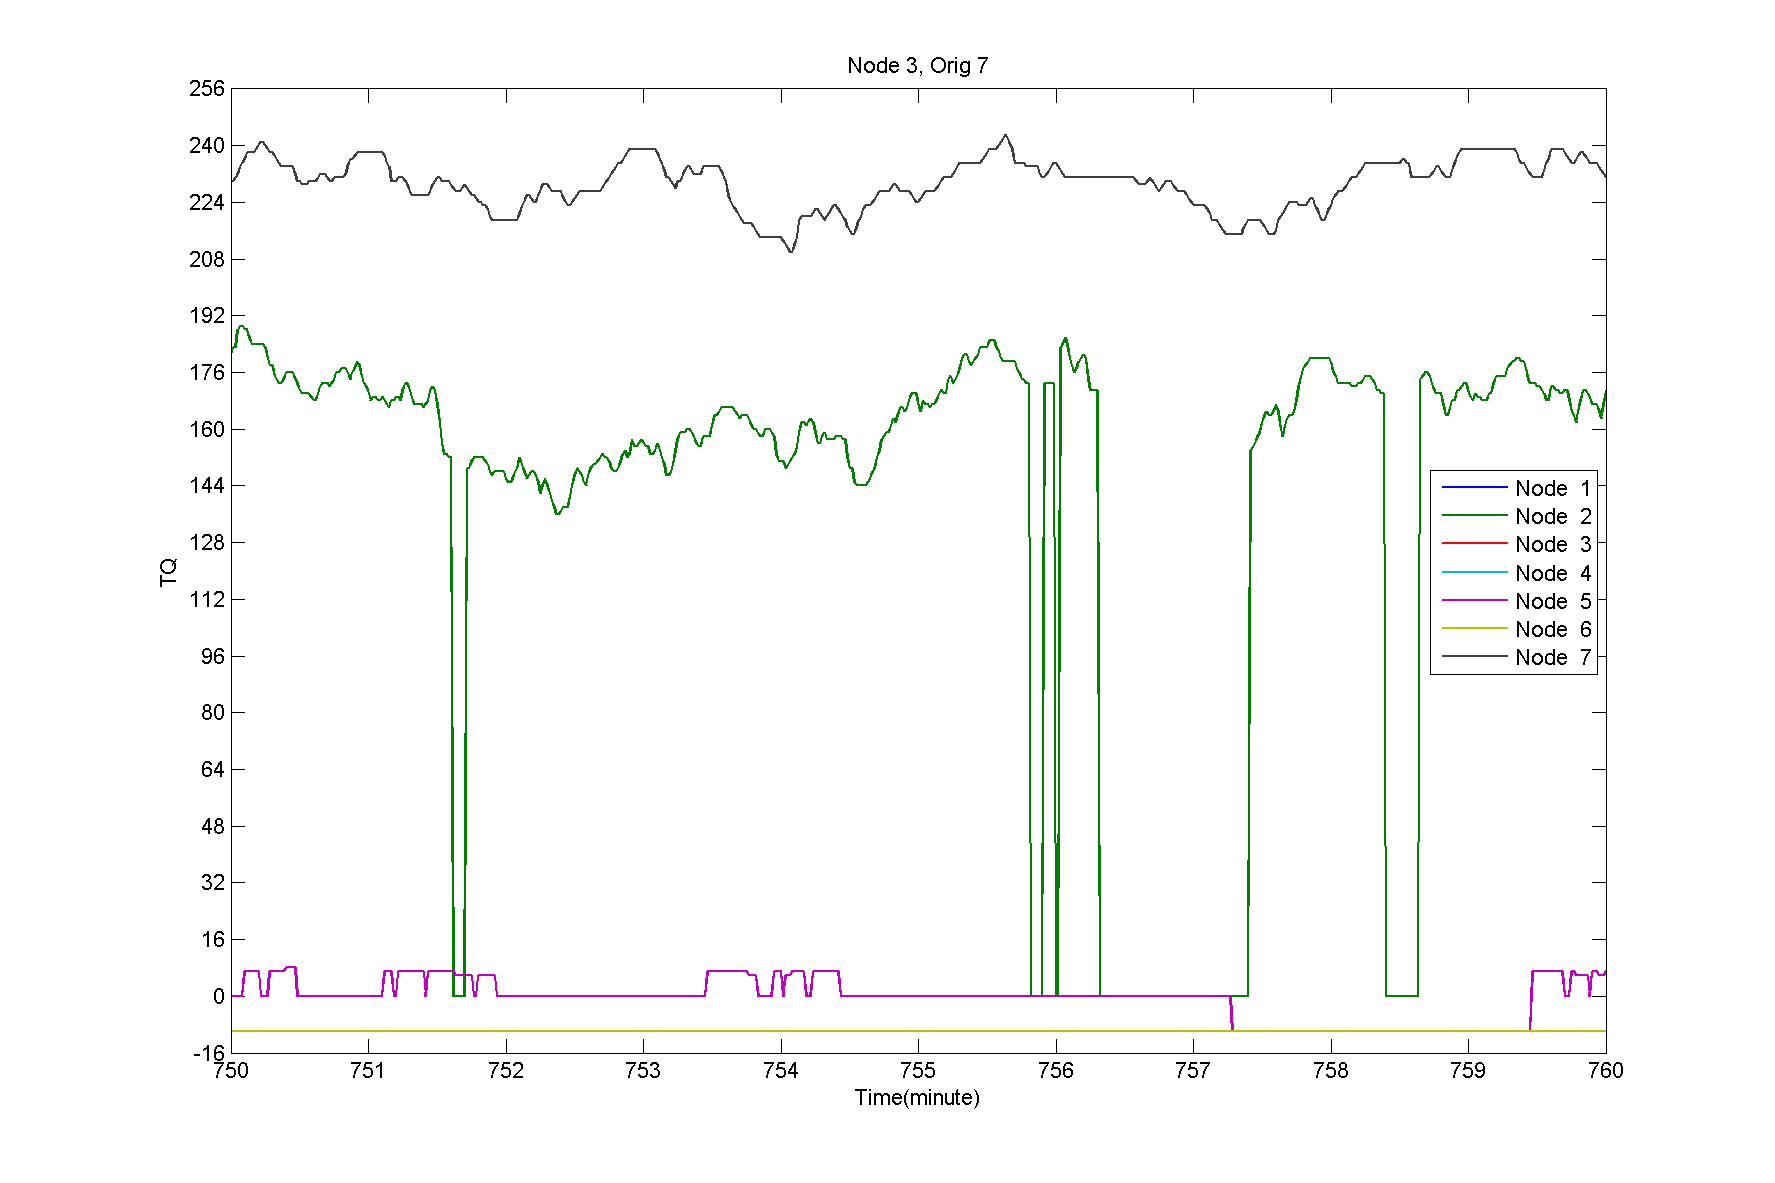 Node 3, Orig 7
256
240
224
208
192
176
160
144
128
112
96
80
64
48
32
16
0
-16
TQ
Node 1
Node 2
Node 3
Node 4
Node 5
Node 6
Node 7
750 751 752 753 754 755 756 757 758 759 760
Time(minute)